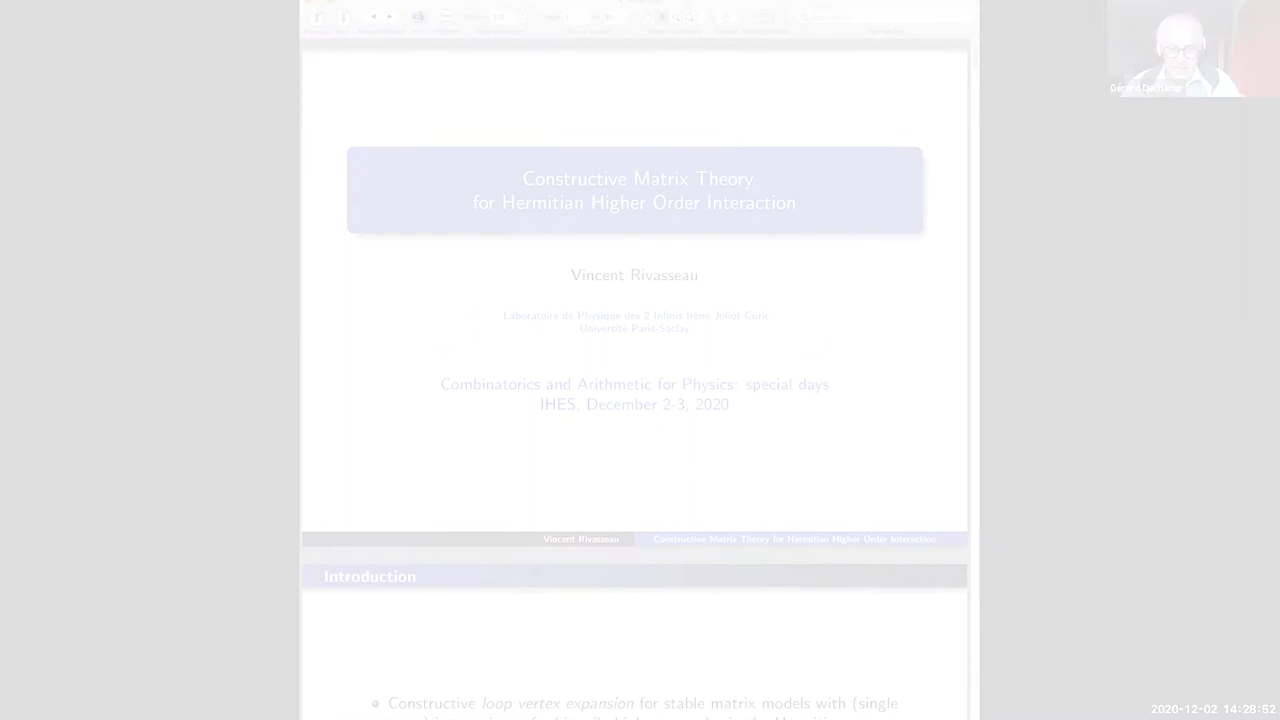 Gérard Duchamp
Constructive Matrix Theory
for Hermitian Higher Order Interaction
Vincent Rivasseau
Laboratoire de Physique des 2 Infinis Irène Joliot-Curie
Université Paris-Saclay
Combinatorics and Arithmetic for Physics: special days
IHES, December 2-3, 2020
Vincent Rivasseau
Constructive Matrix Theory for Hermitian Higher Order Interaction
Introduction
Constructive loop vertex expansion for stable matrix models with (single
2020-12-02 14:28:52